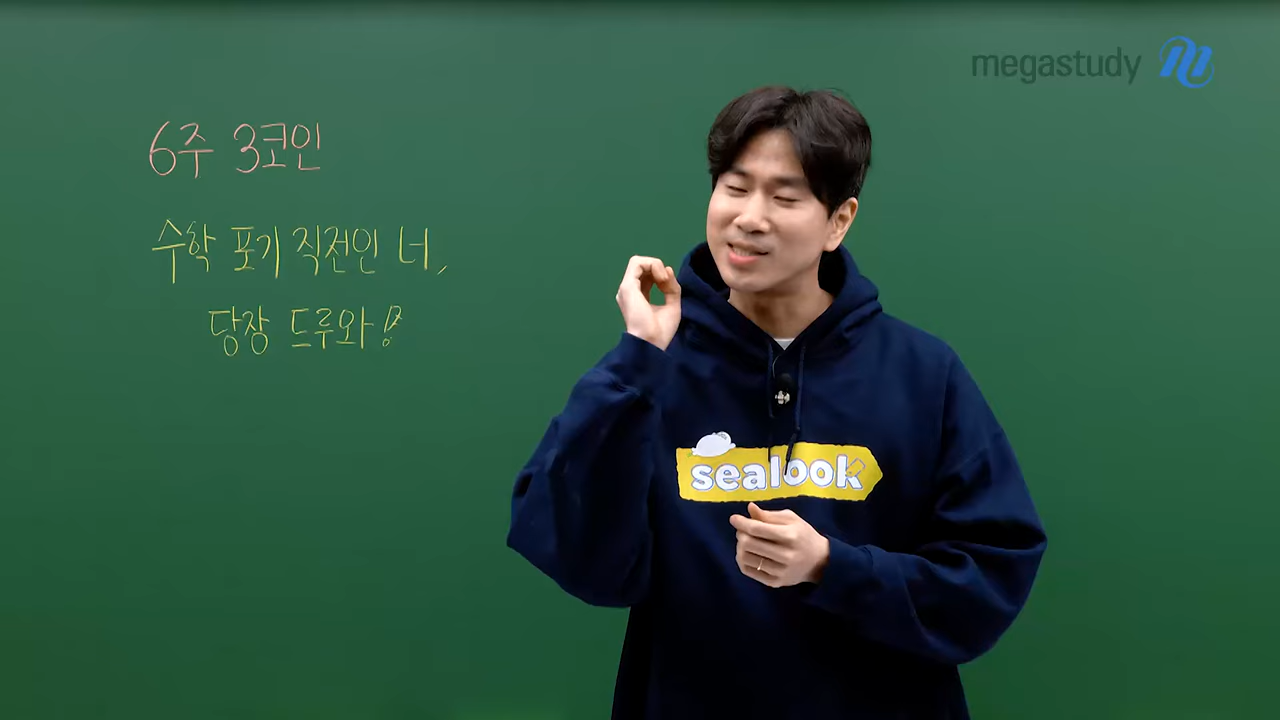 megastudy
6주 3코인
수학 포기 직전인 너,
당장 드루와!
sealook